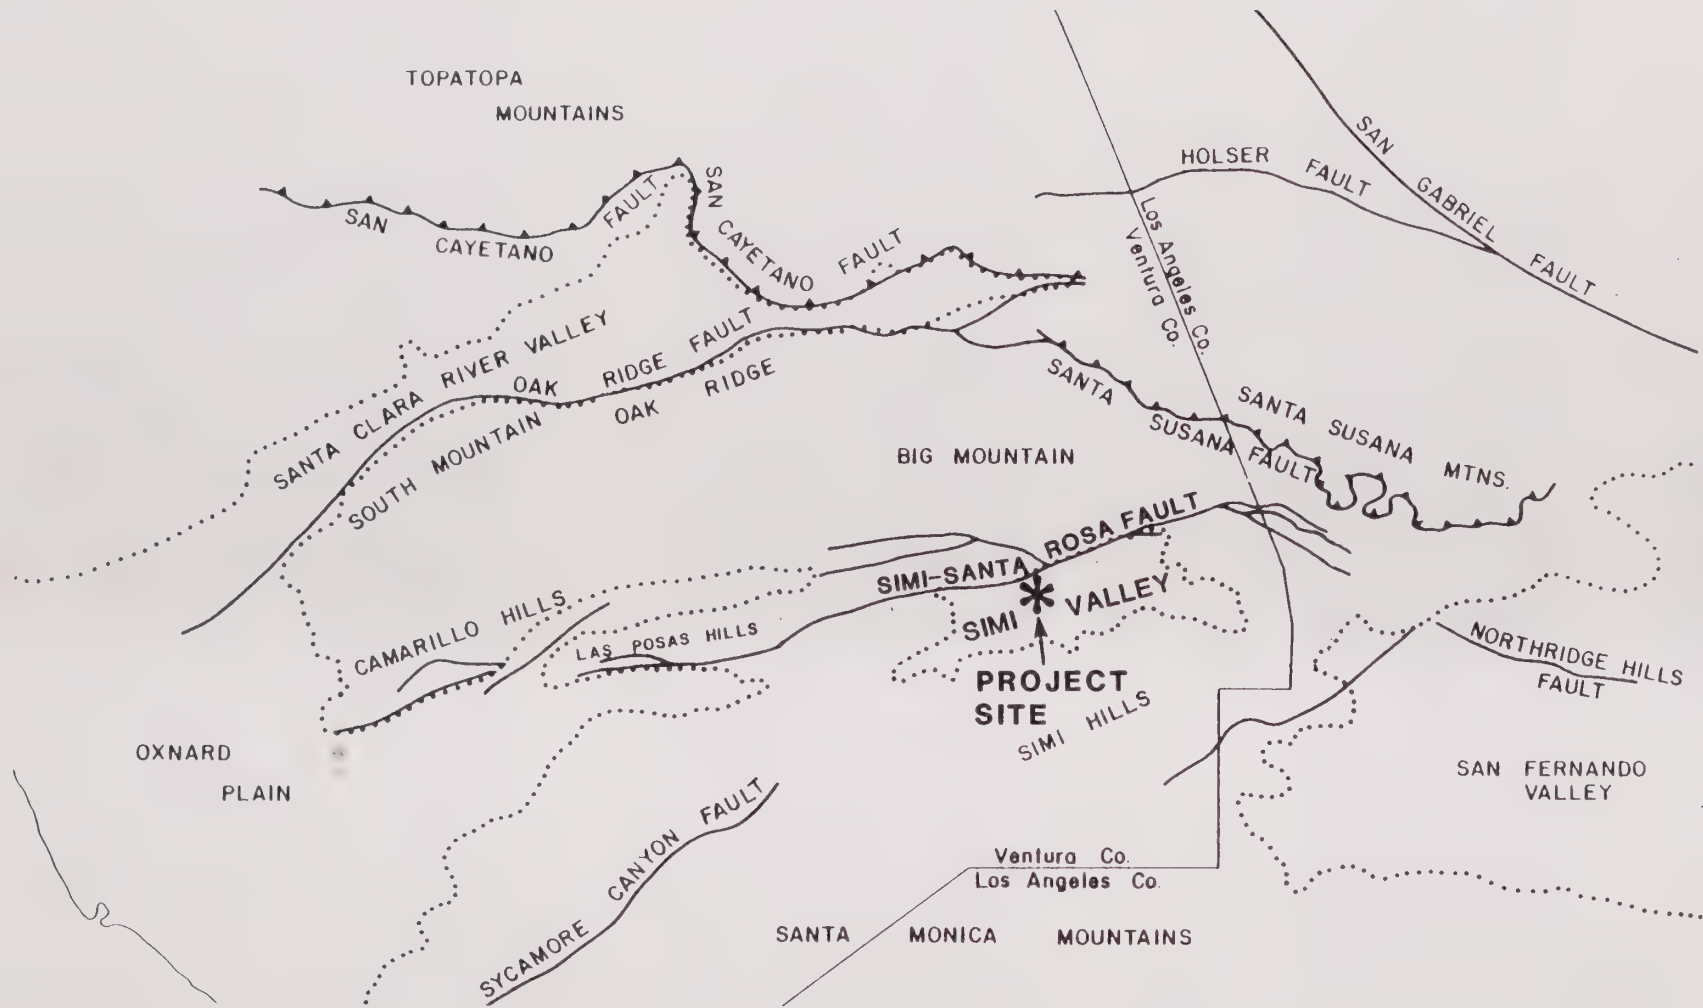 TOPATOPA
MOUNTAINS
SAN
CAYETANO
FAULT
SAN
CAYETANO
FAULT
HOLSER
FAULT
SAN
GABRIEL
FAULT
Los Angeles Co.
Ventura Co.
SANTA CLARA RIVER VALLEY
OAK RIDGE FAULT
SOUTH MOUNTAIN
OAK RIDGE
SANTA
SUSANA FAULT
SANTA SUSANA MTNS.
BIG MOUNTAIN
SIMI-SANTA ROSA FAULT
SIMI VALLEY
CAMARILLO HILLS
LAS POSAS HILLS
PROJECT
SITE
SIMI HILLS
NORTHRIDGE HILLS
FAULT
OXNARD
PLAIN
SAN FERNANDO
VALLEY
SYCAMORE CANYON FAULT
Ventura Co.
Los Angeles Co.
SANTA MONICA MOUNTAINS